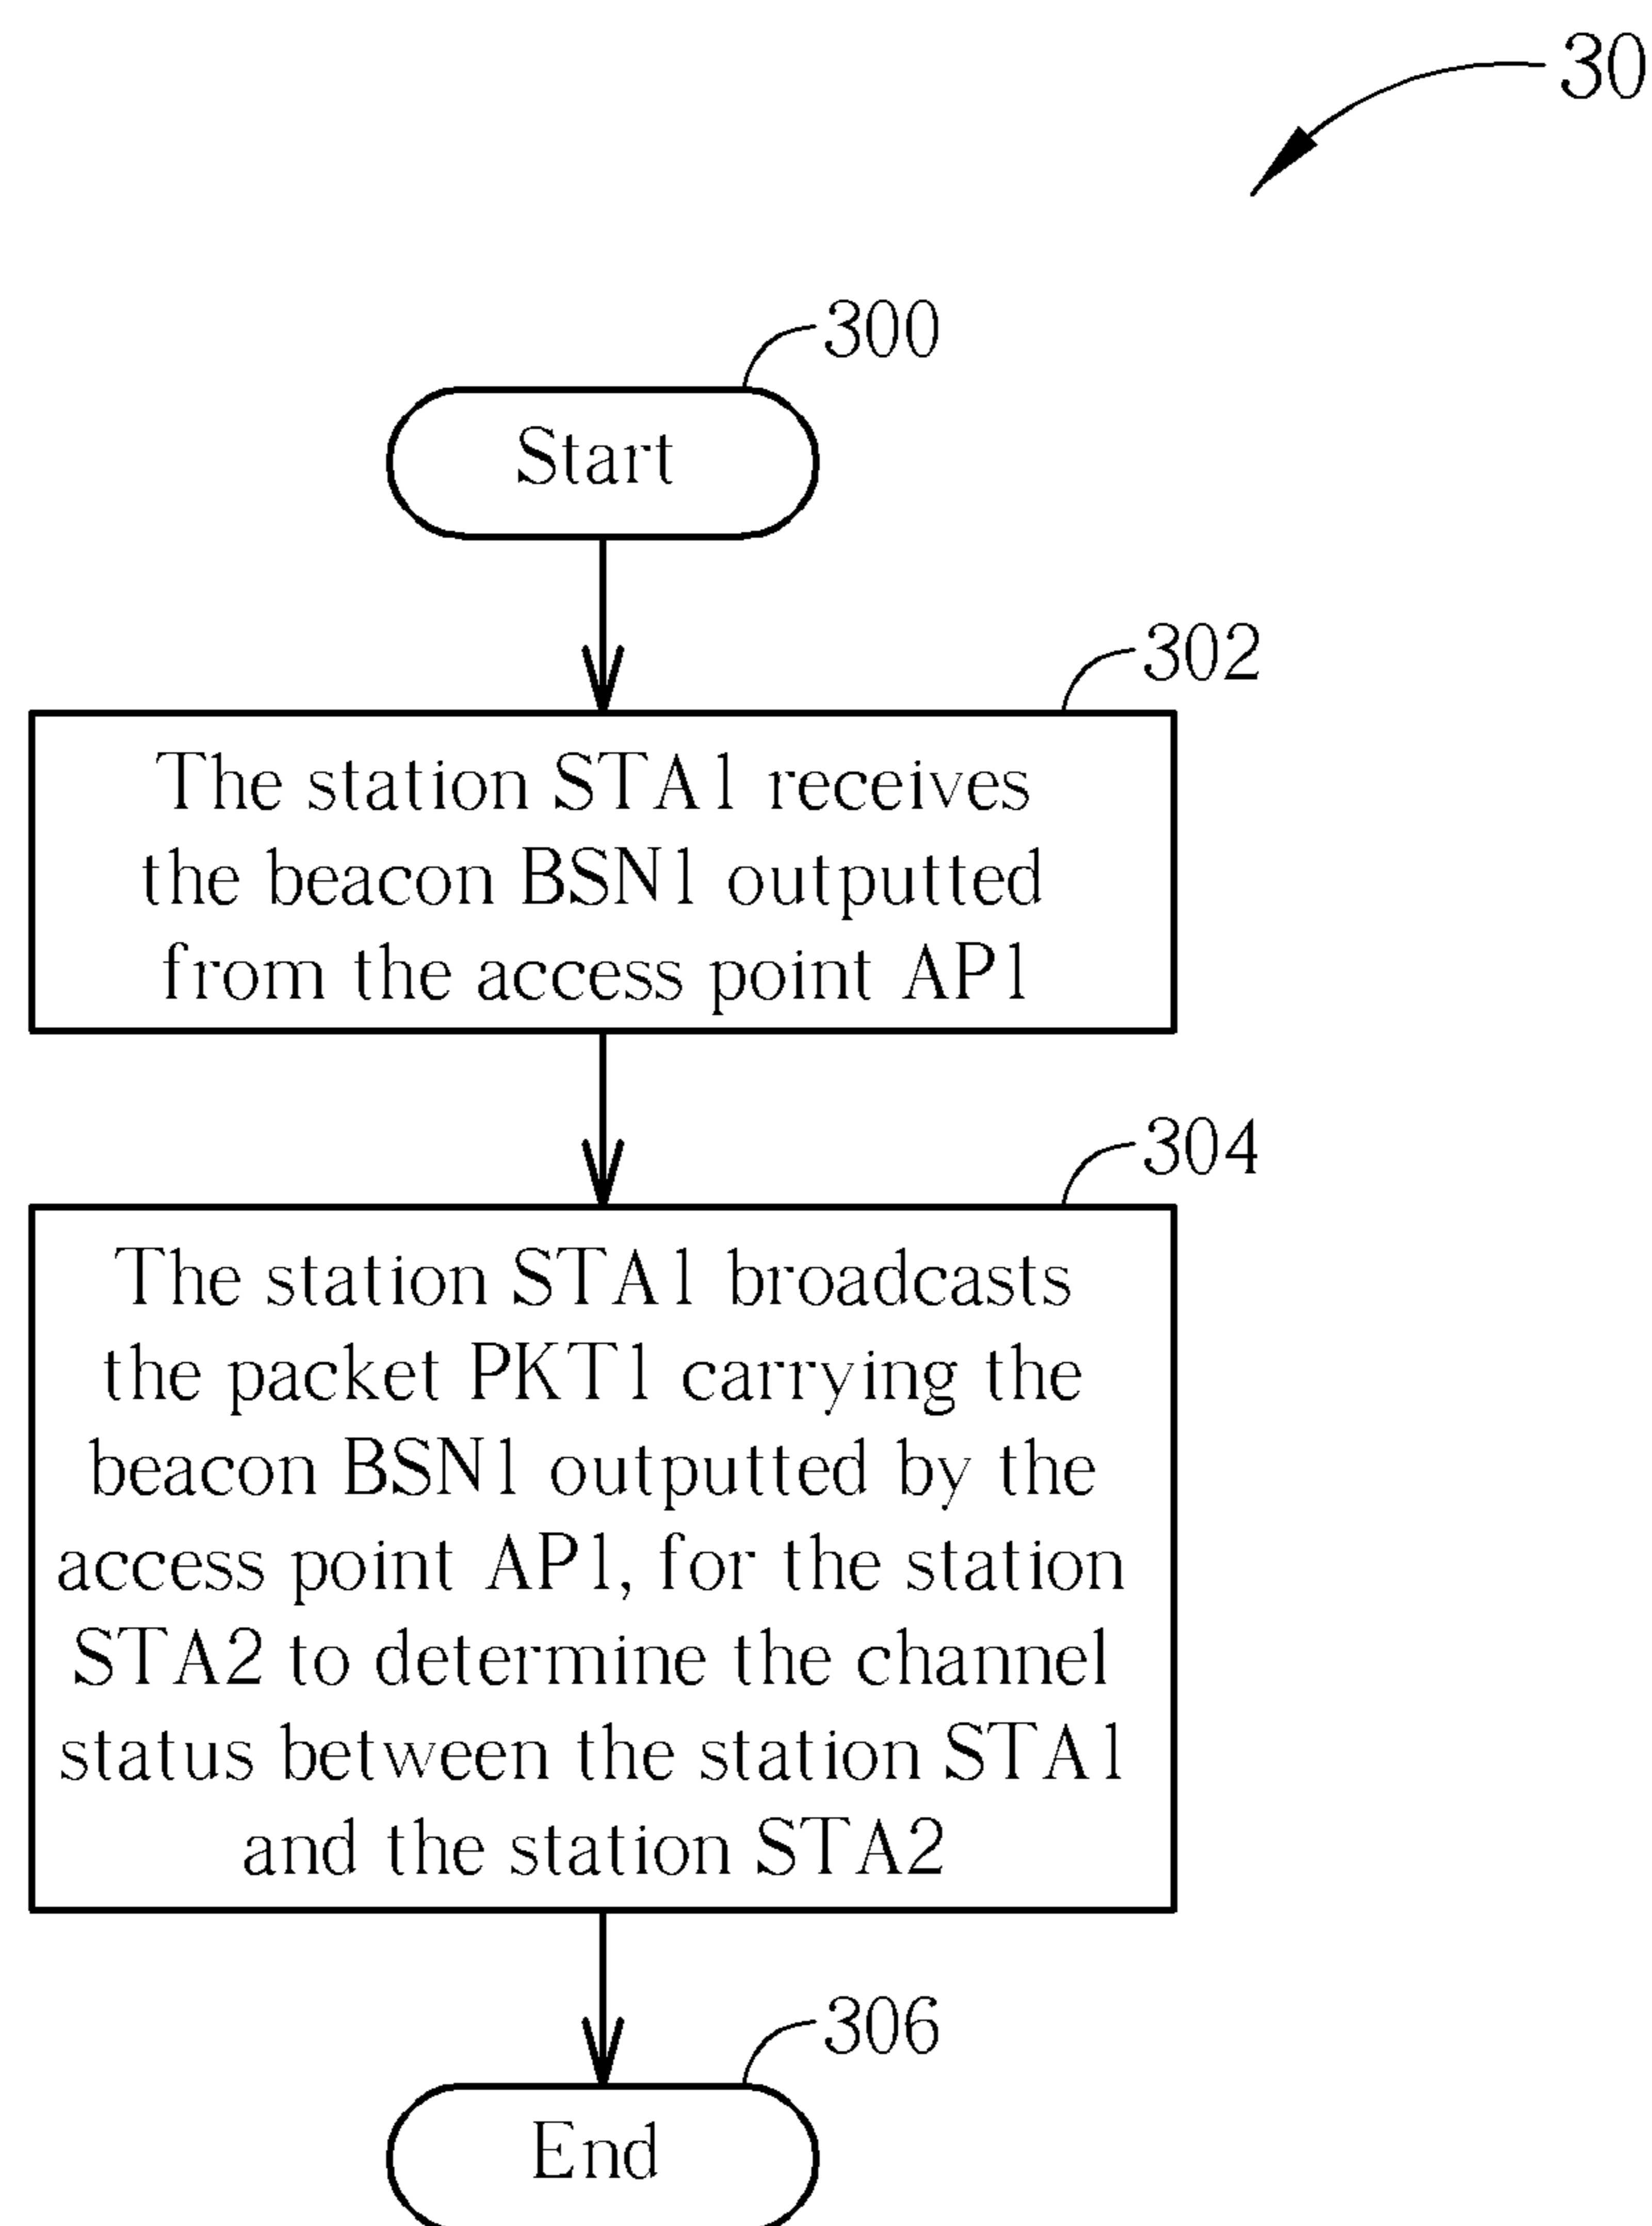 30
300
Start
302
The station STA1 receives
the beacon BSN1 outputted
from the access point AP1
304
The station STA1 broadcasts
the packet PKT1 carrying the
beacon BSN1 outputted by the
access point AP1, for the station
STA2 to determine the channel
status between the station STA1
and the station STA2
306
End